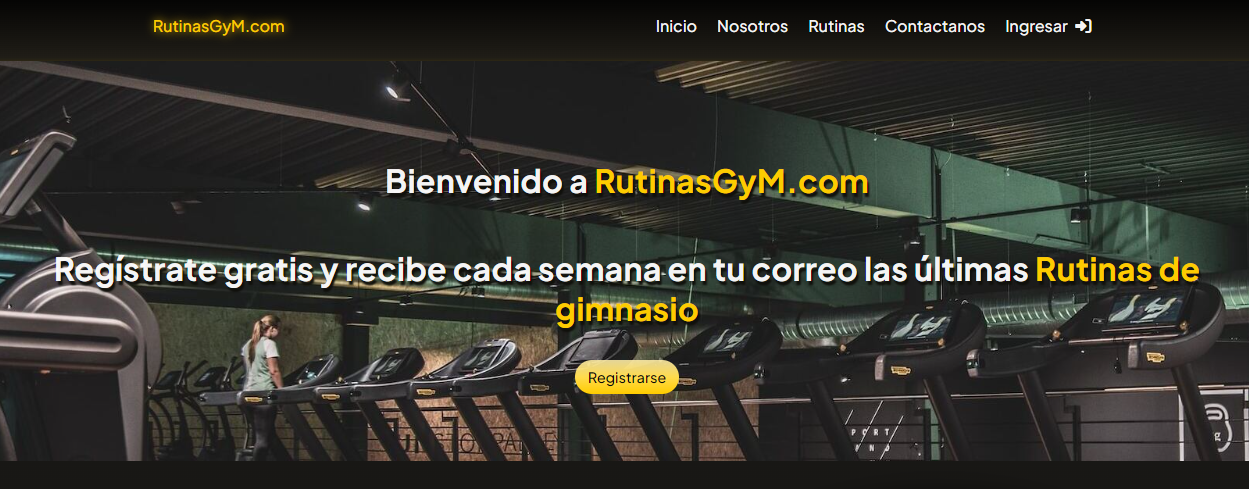 RutinasGyM.com
Inicio Nosotros Rutinas Contactanos Ingresar
Bienvenido a RutinasGyM.com
Regístrate gratis y recibe cada semana en tu correo las últimas Rutinas de
gimnasio
Registrarse